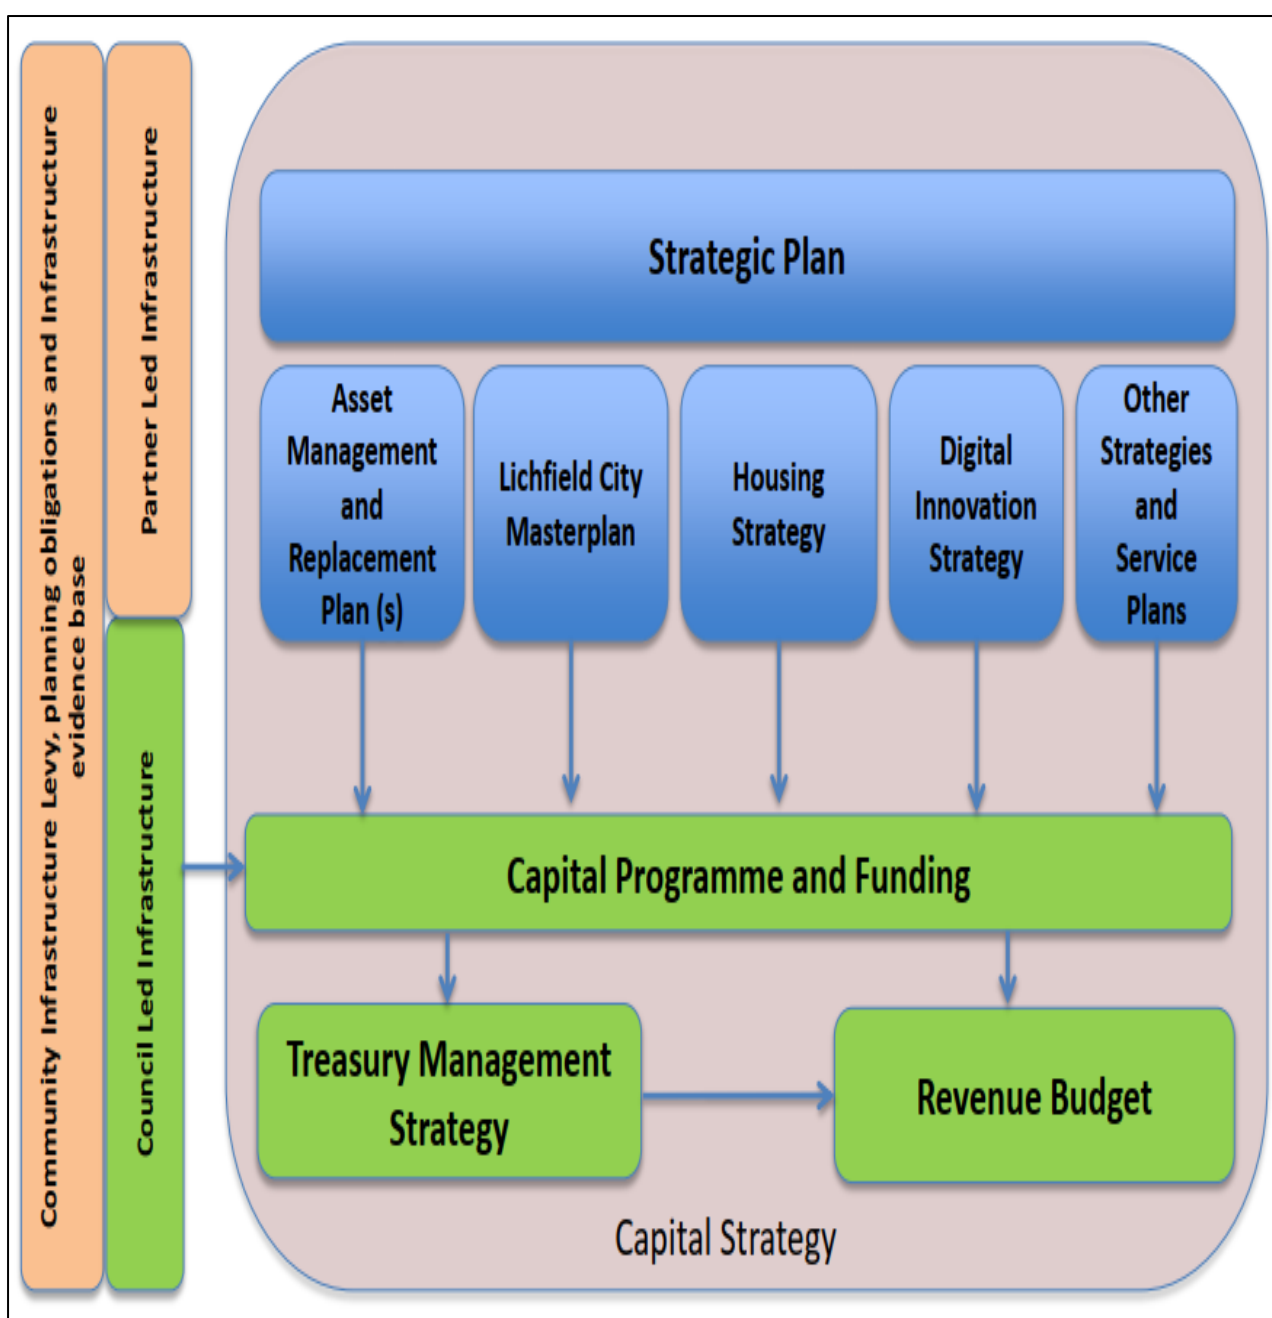 Community Infrastructure Levy, planning obligations and Infrastructure
evidence base
Partner Led Infrastructure
Council Led Infrastructure
Strategic Plan
Asset
Management
and
Replacement
Plan (s)
Lichfield City
Masterplan
Housing
Strategy
Digital
Innovation
Strategy
Other
Strategies
and
Service
Plans
Capital Programme and Funding
Treasury Management
Strategy
Revenue Budget
Capital Strategy